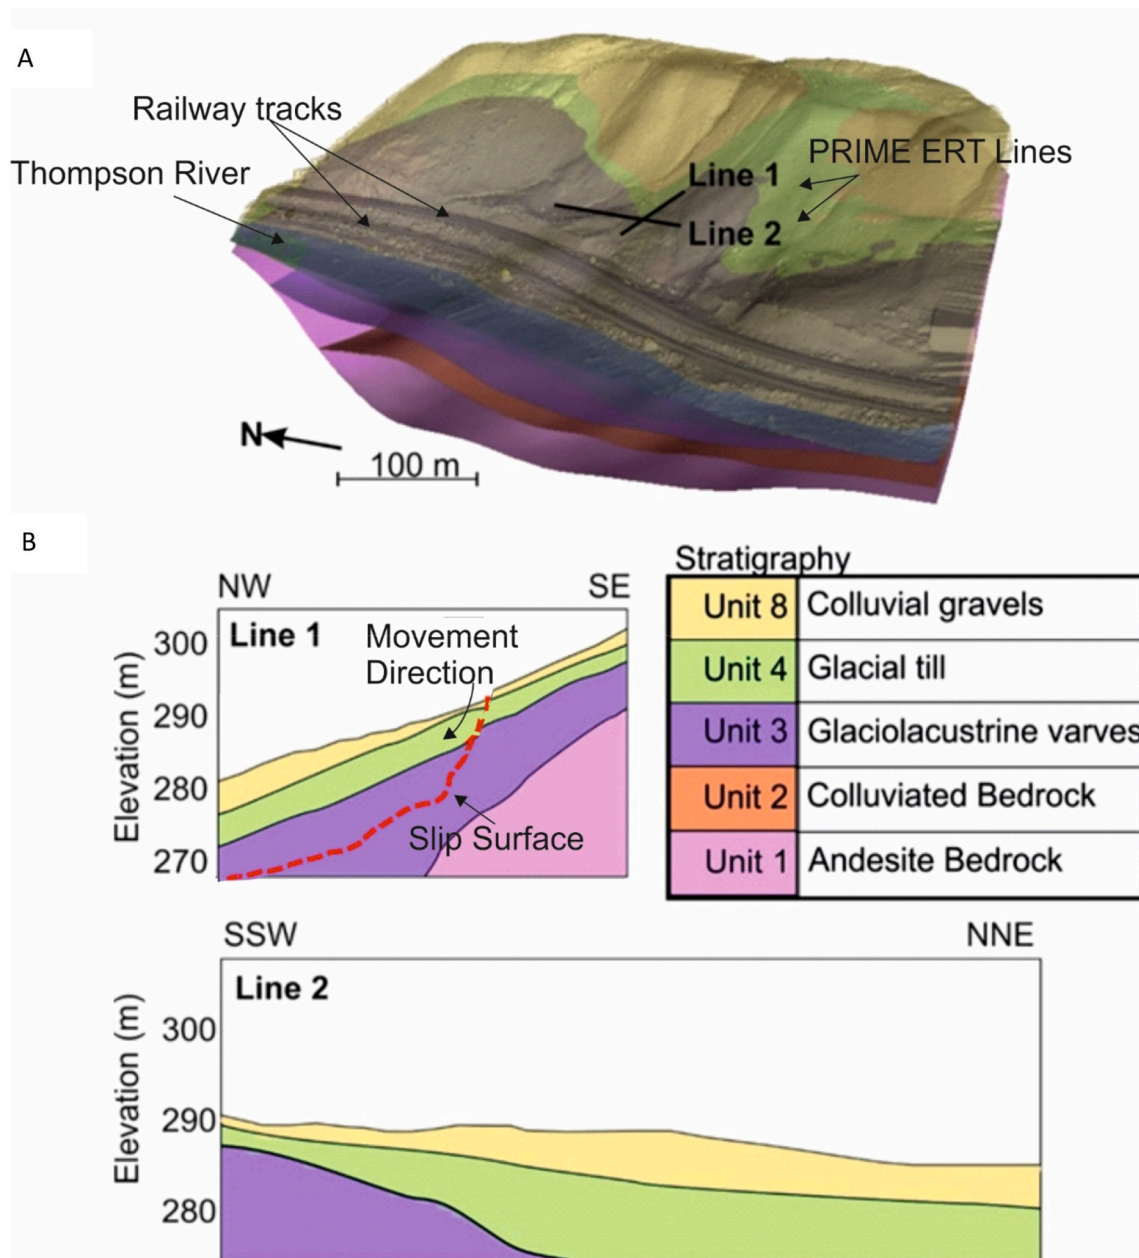 A
Railway tracks
Thompson River
PRIME ERT Lines
Line 1
Line 2
N
100 m
B
Stratigraphy
Unit 8 Colluvial gravels
Unit 4 Glacial till
Unit 3 Glaciolacustrine varves
Unit 2 Colluviated Bedrock
Unit 1 Andesite Bedrock
NW SE
Line 1
Movement
Direction
Slip Surface
Elevation (m)
300
290
280
270
SSW NNE
Line 2
Elevation (m)
300
290
280